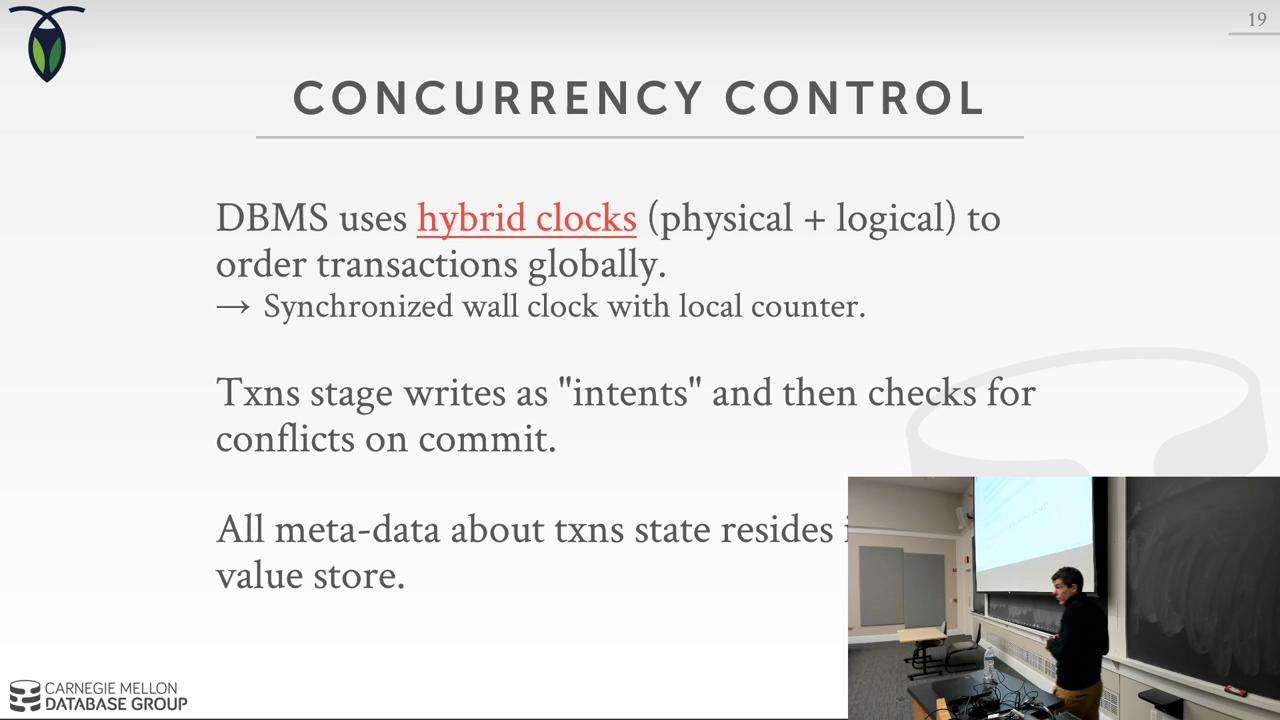 19
CONCURRENCY CONTROL
DBMS uses hybrid clocks (physical + logical) to
order transactions globally.
→ Synchronized wall clock with local counter.
Txns stage writes as "intents" and then checks for
conflicts on commit.
All meta-data about txns state resides
value store.
CARNEGIE MELLON
DATABASE GROUP